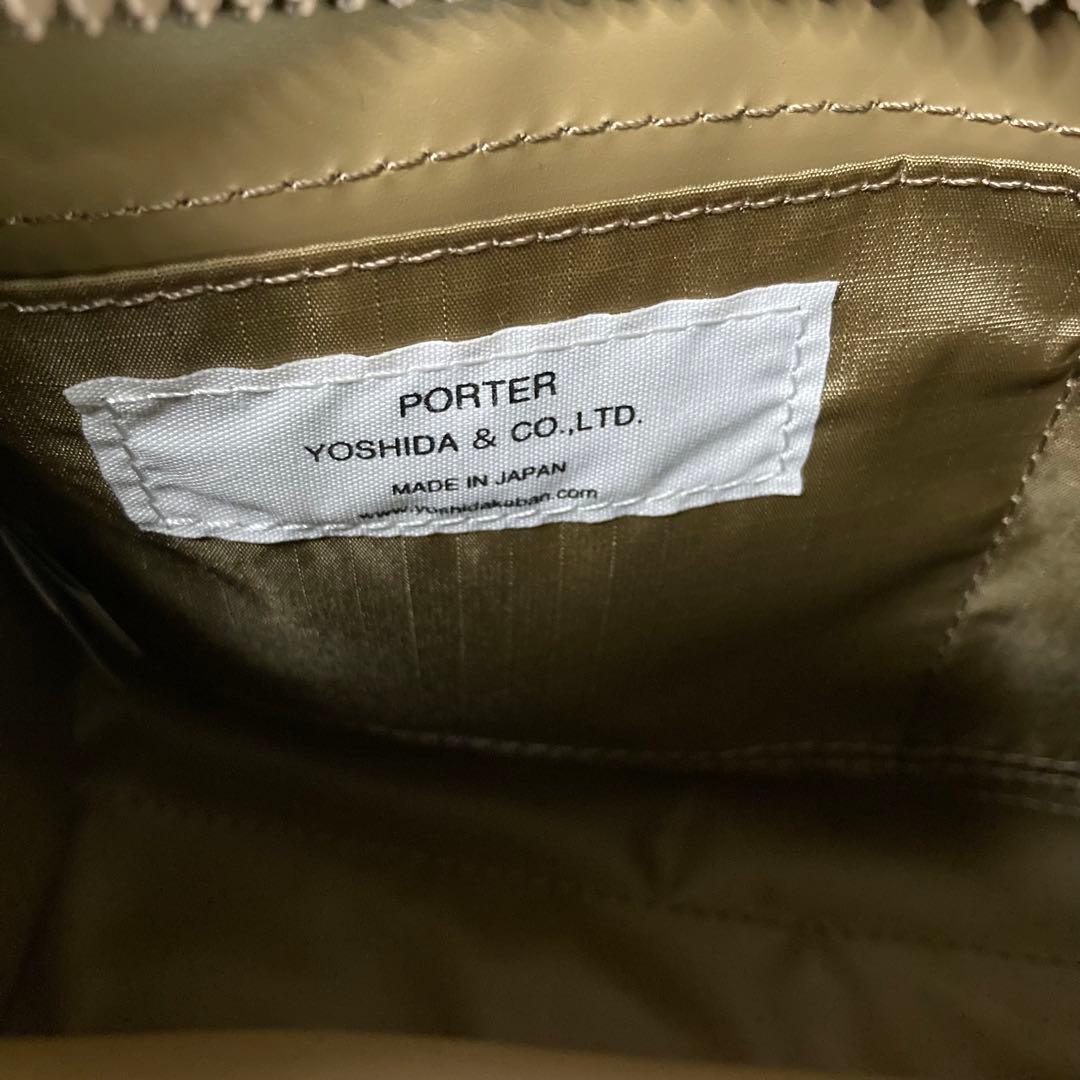 PORTER
YOSHIDA & CO.,LTD.
MADE IN JAPAN
www.yoshidakaban.com